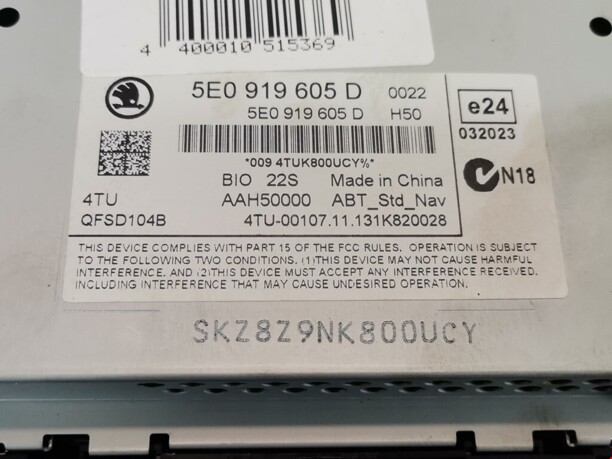 4 400010 515369
5E0 919 605 D 0022
5E0 919 605 D H50
e24
032023
*009 4TUK800UCY%*
N18
BIO 22S Made in China
4TU AAH50000 ABT_Std_Nav
QFSD104B 4TU-00107.11.131K820028
THIS DEVICE COMPLIES WITH PART 15 OF THE FCC RULES. OPERATION IS SUBJECT
TO THE FOLLOWING TWO CONDITIONS. (1)THIS DEVICE MAY NOT CAUSE HARMFUL
INTERFERENCE, AND (2)THIS DEVICE MUST ACCEPT ANY INTERFERENCE RECEIVED,
INCLUDING INTERFERENCE THAT MAY CAUSE UNDESIRED OPERATION.
SKZ8Z9NK800UCY